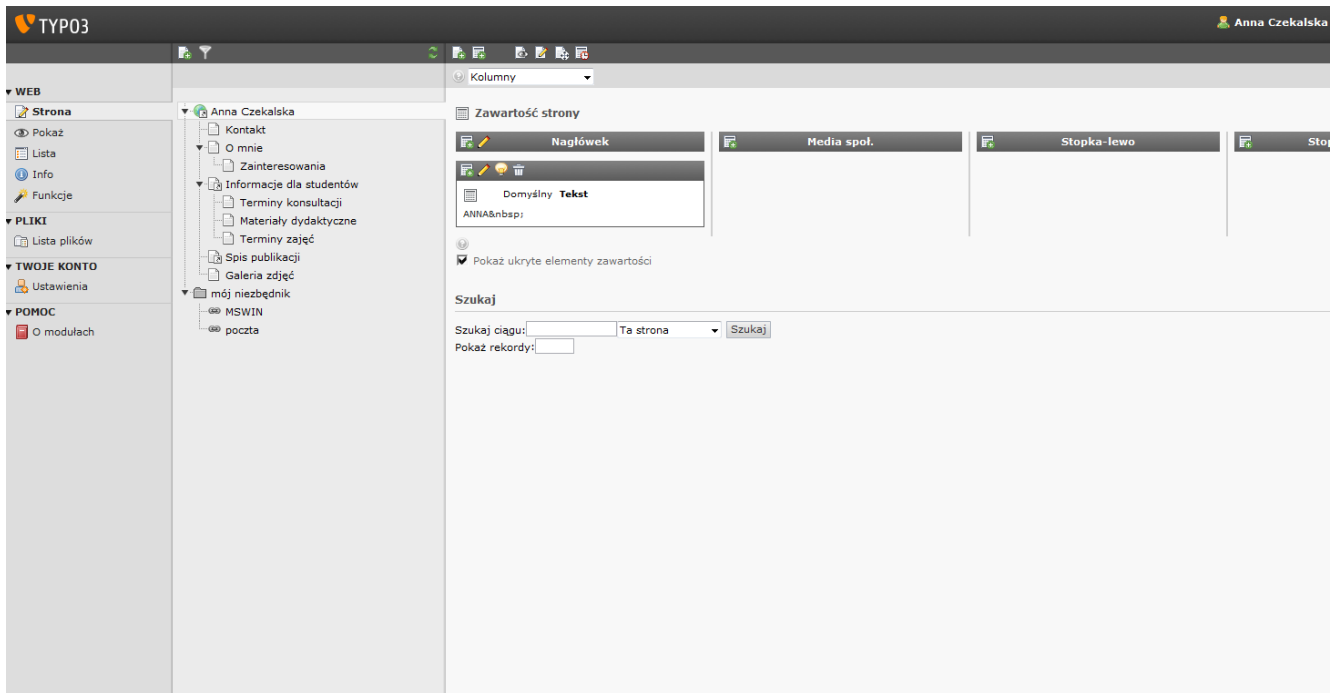 TYPO3
Anna Czekalska
Kolumny
WEB
Strona
Pokaż
Lista
Info
Funkcje
PLIKI
Lista plików
TWOJE KONTO
Ustawienia
POMOC
O modułach
Anna Czekalska
Kontakt
O mnie
Zainteresowania
Informacje dla studentów
Terminy konsultacji
Materiały dydaktyczne
Terminy zajęć
Spis publikacji
Galeria zdjęć
mój niezbędnik
MSWIN
poczta
Zawartość strony
Nagłówek
Media społ.
Stopka-lewo
Stop
Domyślny Tekst
ANNA&nbsp;
Pokaż ukryte elementy zawartości
Szukaj
Szukaj ciągu: Ta strona Szukaj
Pokaż rekordy: